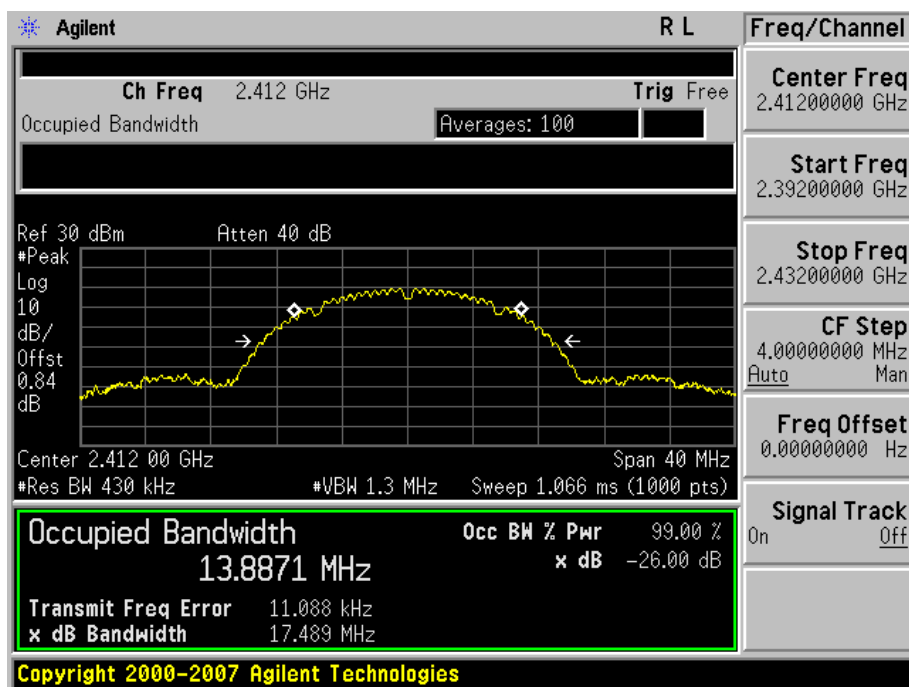 Agilent R L
Freq/Channel
Ch Freq 2.412 GHz Trig Free
Occupied Bandwidth Averages: 100
Ref 30 dBm Atten 40 dB
#Peak
Log
10
dB/
Offst
0.84
dB
Center 2.412 00 GHz Span 40 MHz
#Res BW 430 kHz #VBW 1.3 MHz Sweep 1.066 ms (1000 pts)
Occupied Bandwidth Occ BW % Pwr 99.00 %
13.8871 MHz x dB -26.00 dB
Transmit Freq Error 11.088 kHz
x dB Bandwidth 17.489 MHz
Center Freq
2.41200000 GHz
Start Freq
2.39200000 GHz
Stop Freq
2.43200000 GHz
CF Step
4.00000000 MHz
Auto Man
Freq Offset
0.00000000 Hz
Signal Track
On Off
Copyright 2000-2007 Agilent Technologies